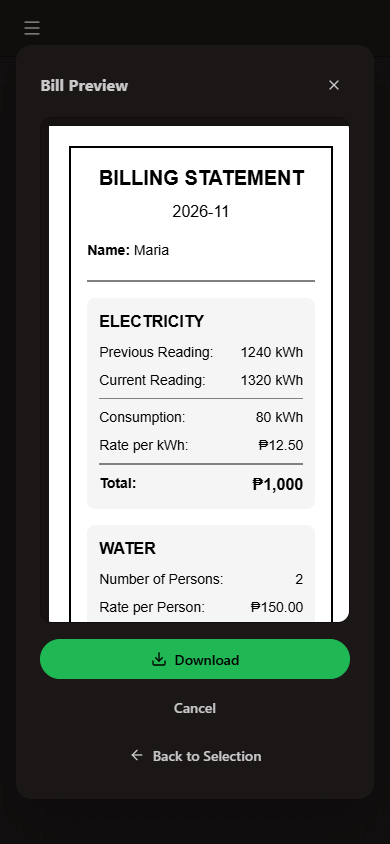 Bill Preview
BILLING STATEMENT
2026-11
Name: Maria
ELECTRICITY
Previous Reading: 1240 kWh
Current Reading: 1320 kWh
Consumption: 80 kWh
Rate per kWh: ₱12.50
Total: ₱1,000
WATER
Number of Persons: 2
Rate per Person: ₱150.00
Download
Cancel
Back to Selection